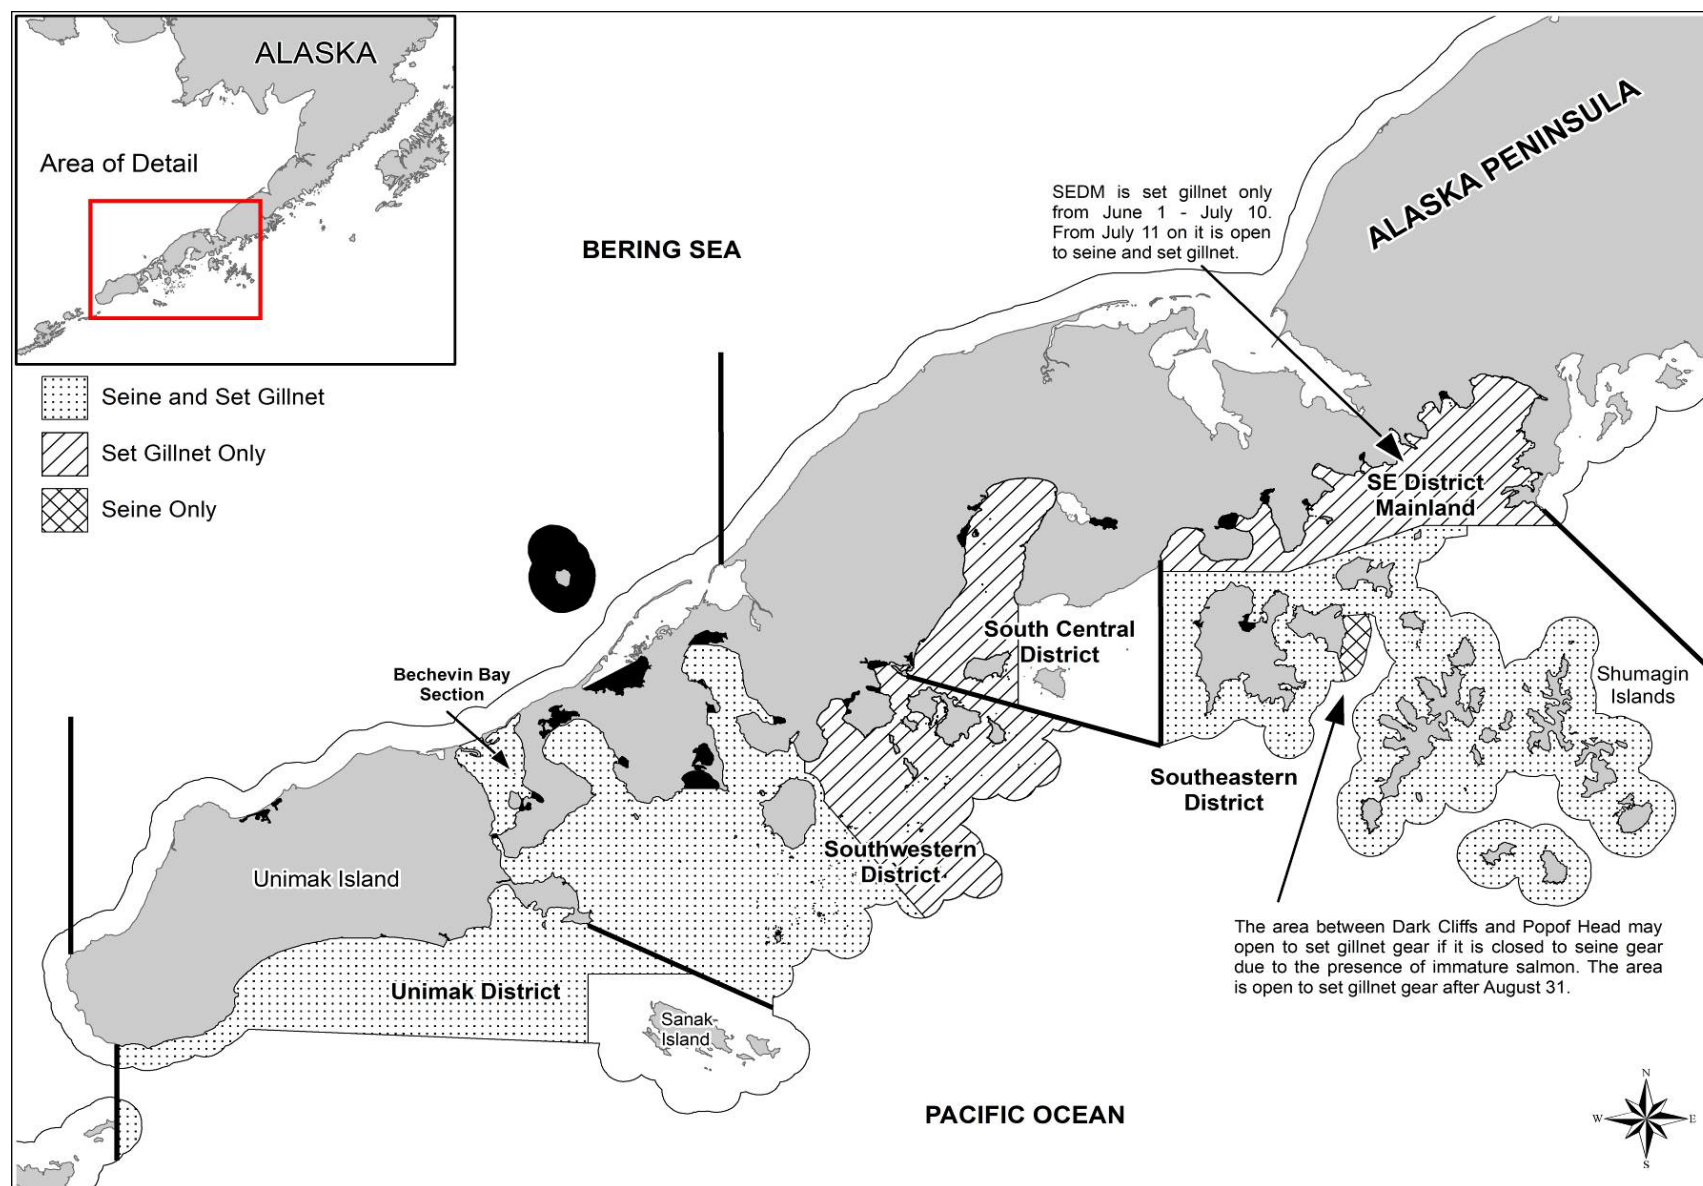 ALASKA
Area of Detail
Seine and Set Gillnet
Set Gillnet Only
Seine Only
BERING SEA
ALASKA PENINSULA
SEDM is set gillnet only
from June 1 - July 10.
From July 11 on it is open
to seine and set gillnet.
SE District
Mainland
South Central
District
Bechevin Bay
Section
Shumagin
Islands
Southeastern
District
Southwestern
District
Unimak Island
Unimak District
Sanak
Island
The area between Dark Cliffs and Popof Head may
open to set gillnet gear if it is closed to seine gear
due to the presence of immature salmon. The area
is open to set gillnet gear after August 31.
PACIFIC OCEAN
N
W
E
S